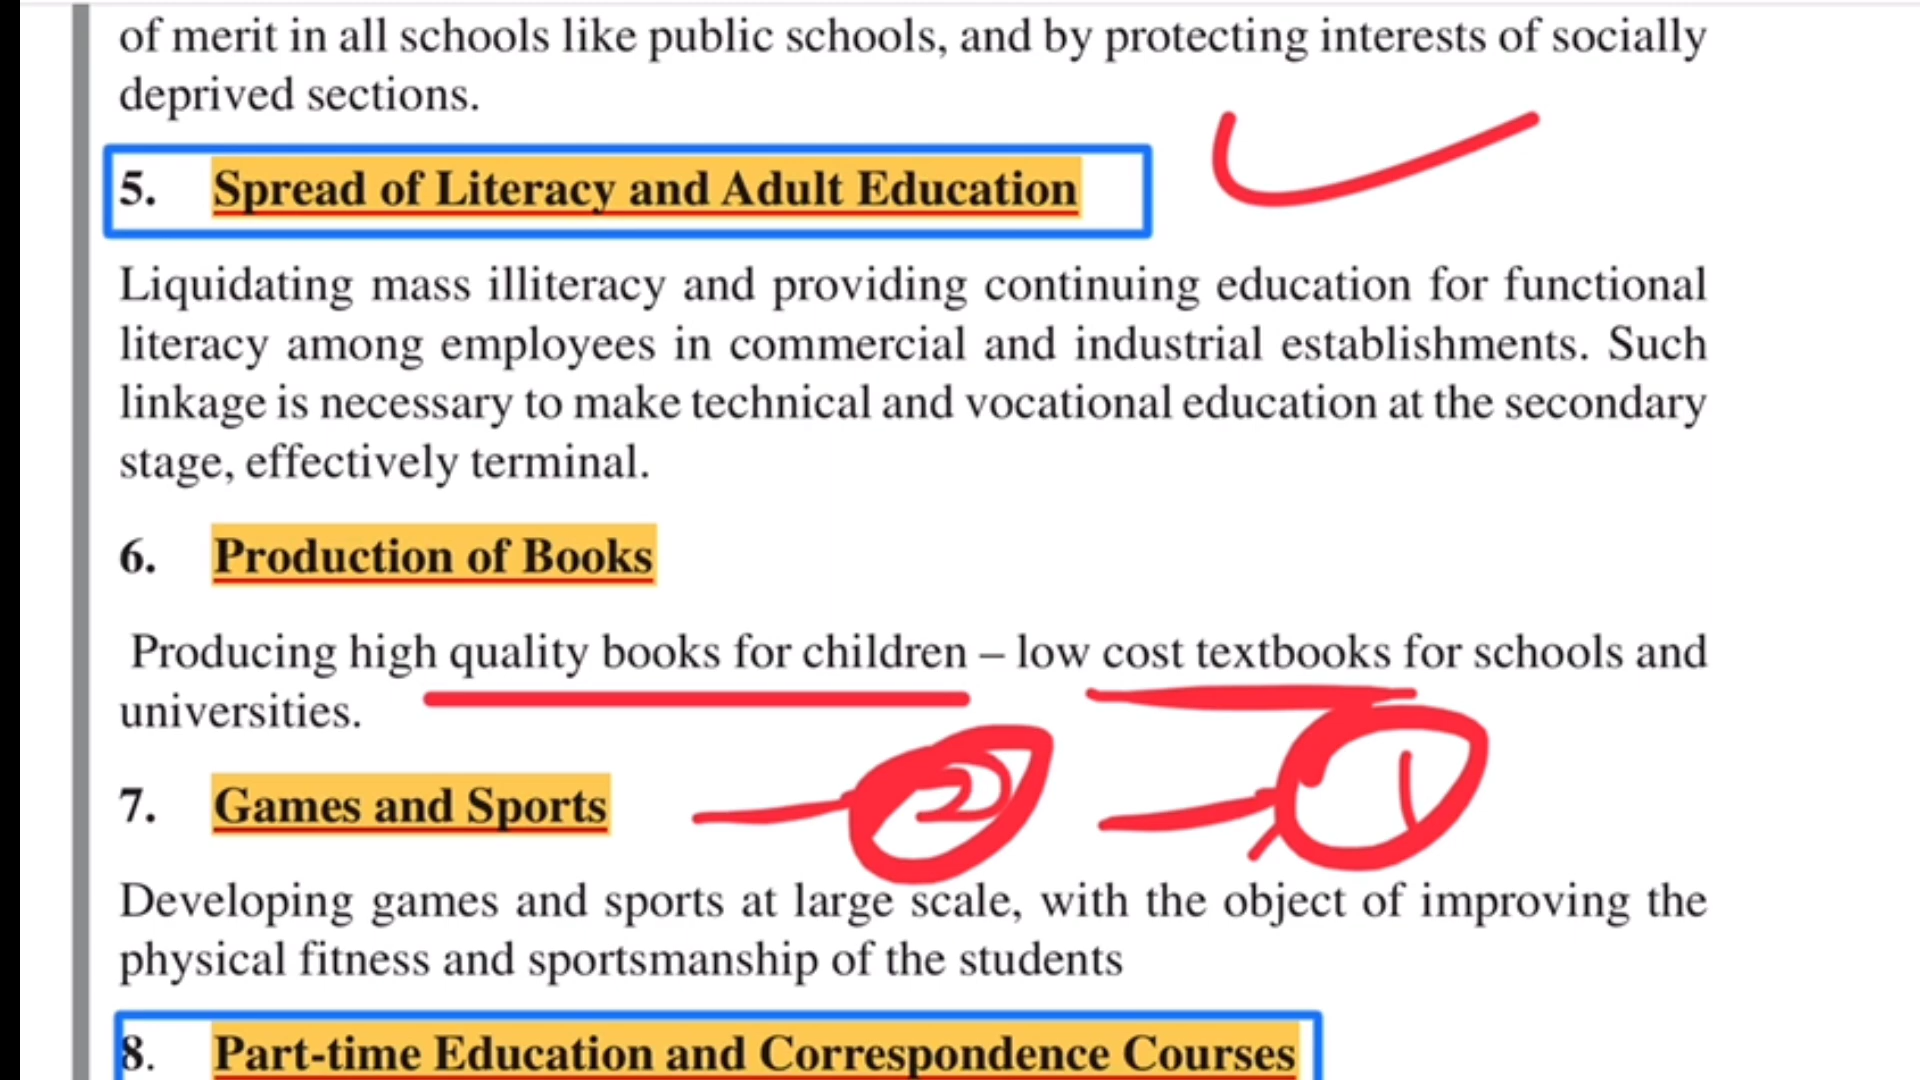 of merit in all schools like public schools, and by protecting interests of socially
deprived sections.
5. Spread of Literacy and Adult Education
Liquidating mass illiteracy and providing continuing education for functional
literacy among employees in commercial and industrial establishments. Such
linkage is necessary to make technical and vocational education at the secondary
stage, effectively terminal.
6. Production of Books
Producing high quality books for children – low cost textbooks for schools and
universities.
7. Games and Sports
2 1
Developing games and sports at large scale, with the object of improving the
physical fitness and sportsmanship of the students
8. Part-time Education and Correspondence Courses